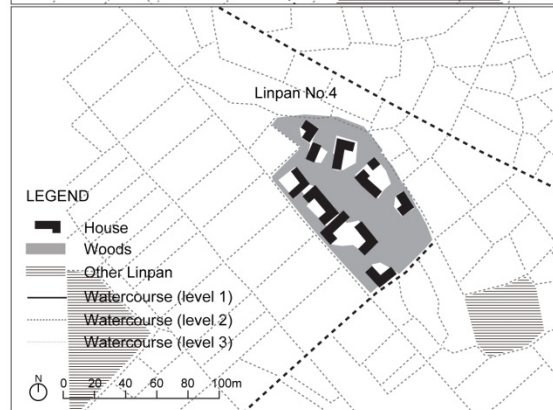 Linpan No.4
LEGEND
House
Woods
Other Linpan
Watercourse (level 1)
Watercourse (level 2)
Watercourse (level 3)
N
0 20 40 60 80 100m